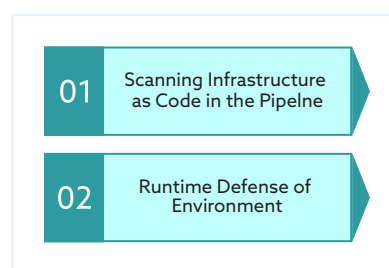 01
Scanning Infrastructure
as Code in the Pipelne
02
Runtime Defense of
Environment